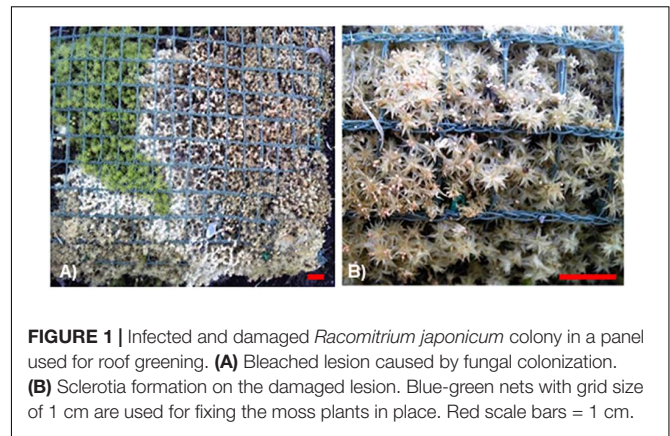 A)
B)
FIGURE 1 | Infected and damaged Racomitrium japonicum colony in a panel
used for roof greening. (A) Bleached lesion caused by fungal colonization.
(B) Sclerotia formation on the damaged lesion. Blue-green nets with grid size
of 1 cm are used for fixing the moss plants in place. Red scale bars = 1 cm.